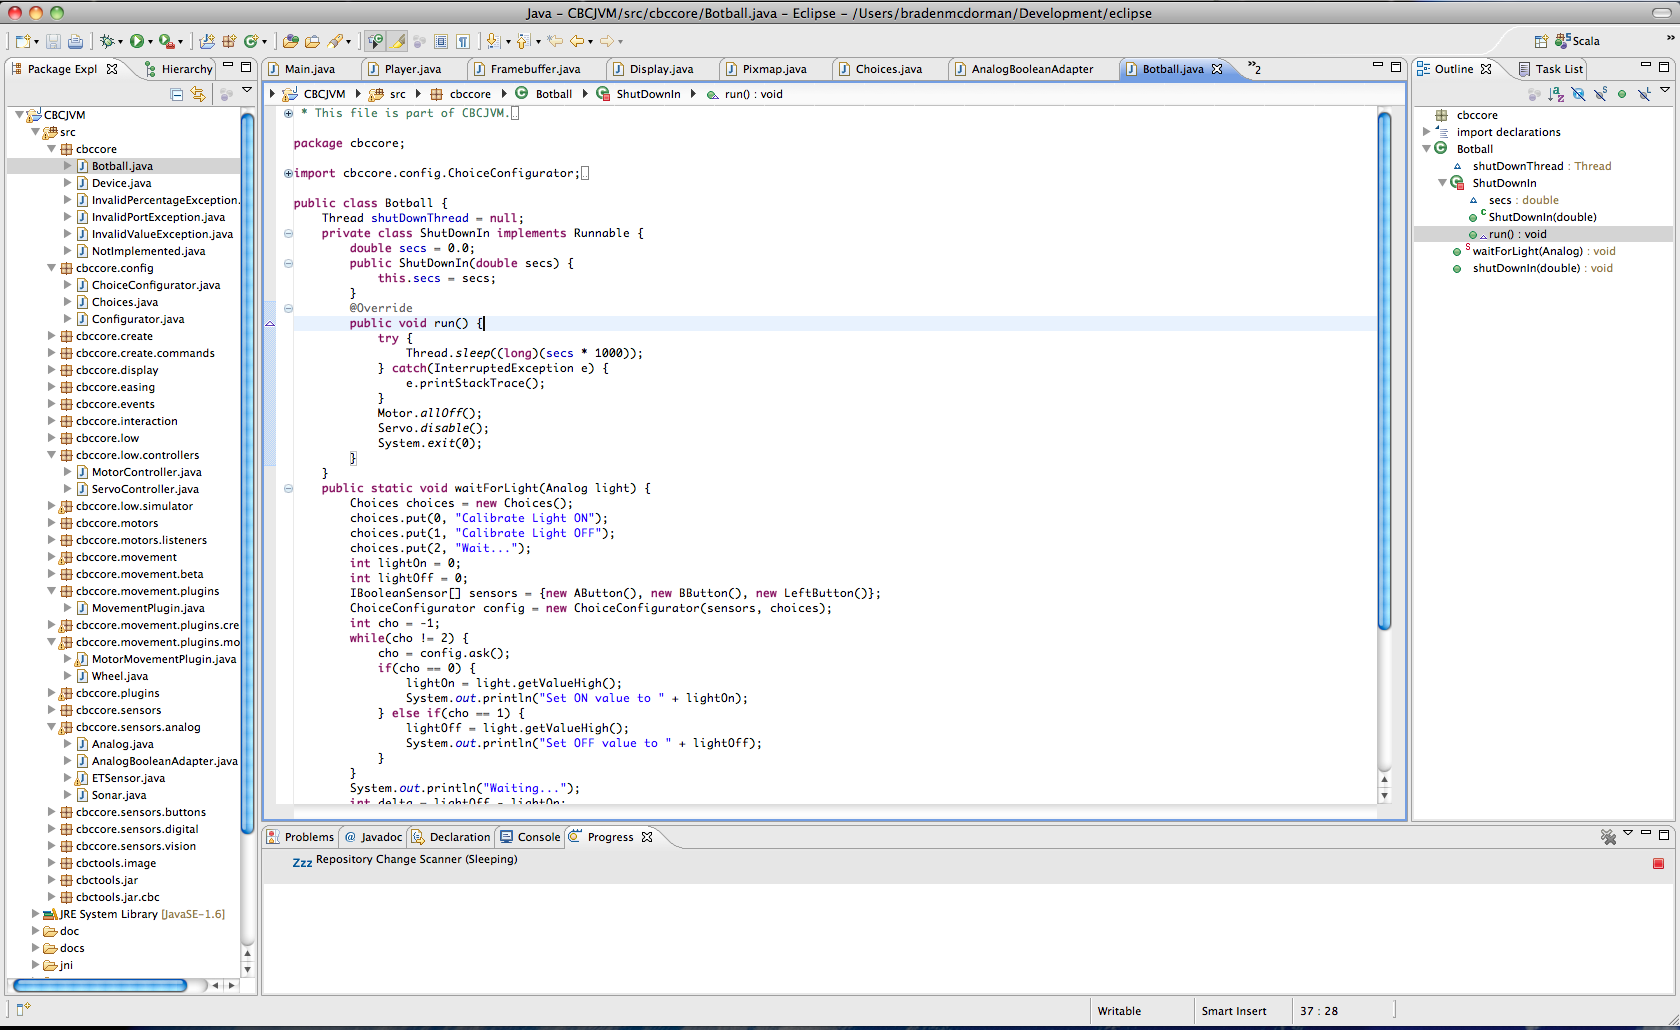 Java – CBCJVM/src/cbccore/Botball.java – Eclipse – /Users/bradenmcdorman/Development/eclipse
Scala
Package Expl
Hierarchy
CBCJVM
src
cbccore
Botball.java
Device.java
InvalidPercentageException.
InvalidPortException.java
InvalidValueException.java
NotImplemented.java
cbccore.config
ChoiceConfigurator.java
Choices.java
Configurator.java
cbccore.create
cbccore.create.commands
cbccore.display
cbccore.easing
cbccore.events
cbccore.interaction
cbccore.low
cbccore.low.controllers
MotorController.java
ServoController.java
cbccore.low.simulator
cbccore.motors
cbccore.motors.listeners
cbccore.movement
cbccore.movement.beta
cbccore.movement.plugins
MovementPlugin.java
cbccore.movement.plugins.cre
cbccore.movement.plugins.mo
MotorMovementPlugin.java
Wheel.java
cbccore.plugins
cbccore.sensors
cbccore.sensors.analog
Analog.java
AnalogBooleanAdapter.java
ETSensor.java
Sonar.java
cbccore.sensors.buttons
cbccore.sensors.digital
cbccore.sensors.vision
cbctools.image
cbctools.jar
cbctools.jar.cbc
JRE System Library [JavaSE-1.6]
doc
docs
jni
Main.java
Player.java
Framebuffer.java
Display.java
Pixmap.java
Choices.java
AnalogBooleanAdapter
Botball.java
»2
CBCJVM
src
cbccore
Botball
ShutDownIn
run() : void
* This file is part of CBCJVM.
package cbccore;
import cbccore.config.ChoiceConfigurator;
public class Botball {
Thread shutDownThread = null;
private class ShutDownIn implements Runnable {
double secs = 0.0;
public ShutDownIn(double secs) {
this.secs = secs;
}
@Override
public void run() {
try {
Thread.sleep((long)(secs * 1000));
} catch(InterruptedException e) {
e.printStackTrace();
}
Motor.allOff();
Servo.disable();
System.exit(0);
}
}
public static void waitForLight(Analog light) {
Choices choices = new Choices();
choices.put(0, "Calibrate Light ON");
choices.put(1, "Calibrate Light OFF");
choices.put(2, "Wait...");
int lightOn = 0;
int lightOff = 0;
IBooleanSensor[] sensors = {new AButton(), new BButton(), new LeftButton()};
ChoiceConfigurator config = new ChoiceConfigurator(sensors, choices);
int cho = -1;
while(cho != 2) {
cho = config.ask();
if(cho == 0) {
lightOn = light.getValueHigh();
System.out.println("Set ON value to " + lightOn);
} else if(cho == 1) {
lightOff = light.getValueHigh();
System.out.println("Set OFF value to " + lightOff);
}
}
System.out.println("Waiting...");
int delta = lightOff - lightOn;
Outline
Task List
cbccore
import declarations
Botball
shutDownThread : Thread
ShutDownIn
secs : double
ShutDownIn(double)
run() : void
waitForLight(Analog) : void
shutDownIn(double) : void
Problems
@ Javadoc
Declaration
Console
Progress
Zzz Repository Change Scanner (Sleeping)
Writable
Smart Insert
37 : 28